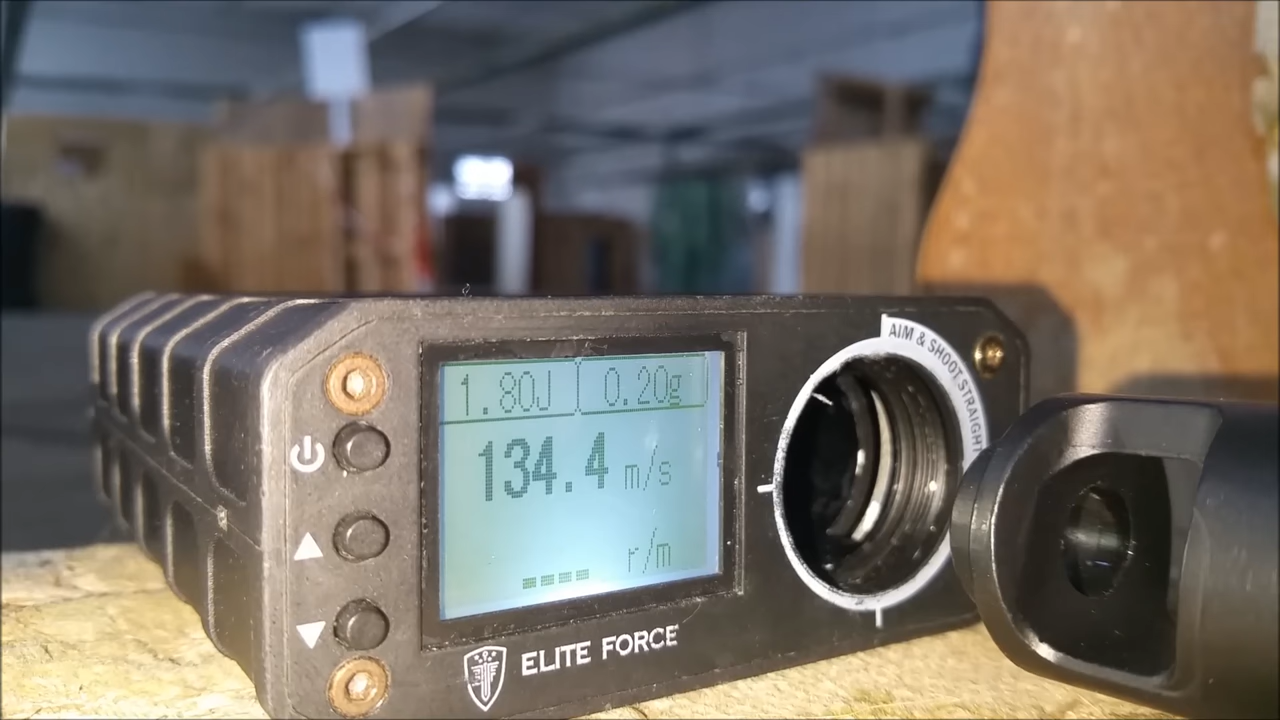 1.80J 0.20g
134.4 m/s
---- r/m
ELITE FORCE
AIM & SHOOT STRAIGHT